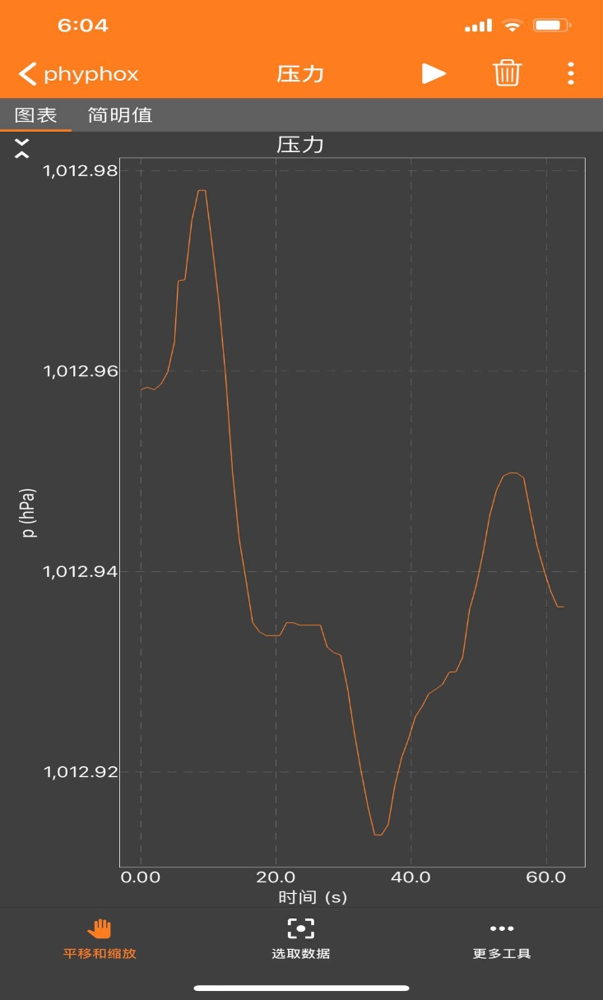 6:04
phyphox 压力
图表 简明值
压力
1,012.98
1,012.96
p (hPa)
1,012.94
1,012.92
0.00 20.0 40.0 60.0
时间 (s)
平移和缩放 选取数据 更多工具